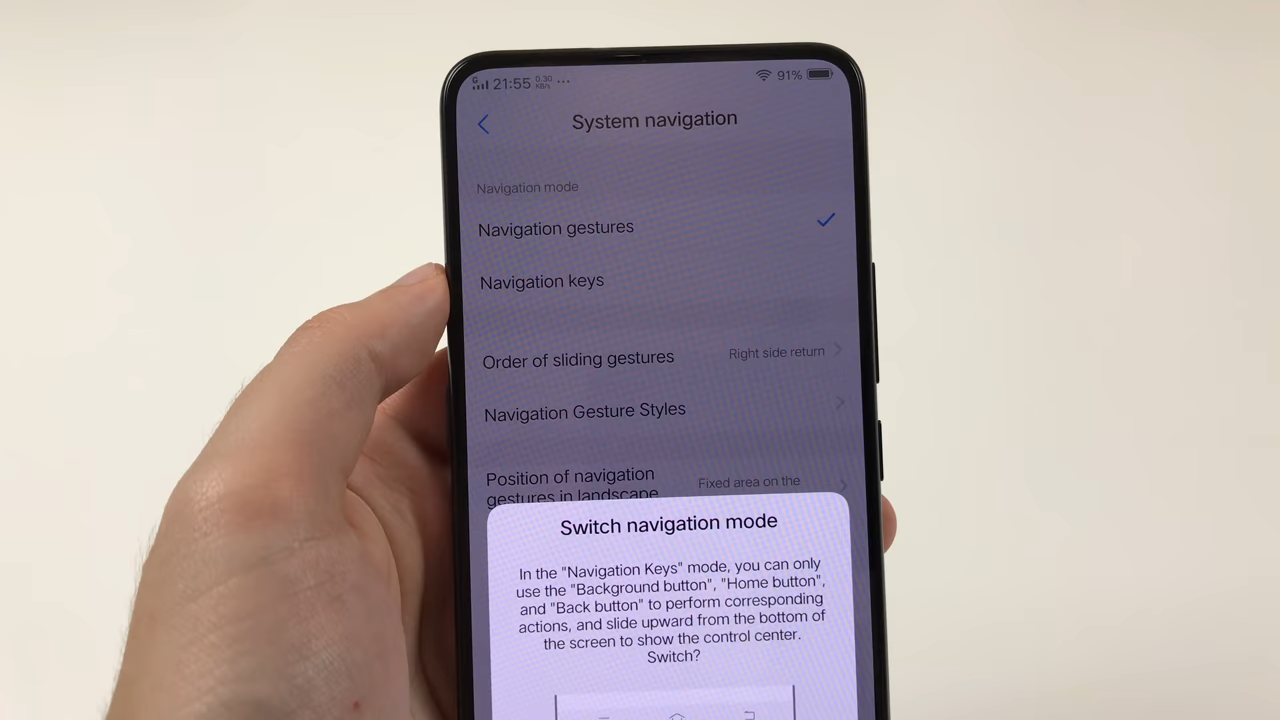 G 21:55 0.30 KB/s ... 91%
System navigation
Navigation mode
Navigation gestures
Navigation keys
Order of sliding gestures Right side return
Navigation Gesture Styles
Position of navigation
gestures in landscape Fixed area on the
Switch navigation mode
In the "Navigation Keys" mode, you can only
use the "Background button", "Home button",
and "Back button" to perform corresponding
actions, and slide upward from the bottom of
the screen to show the control center.
Switch?